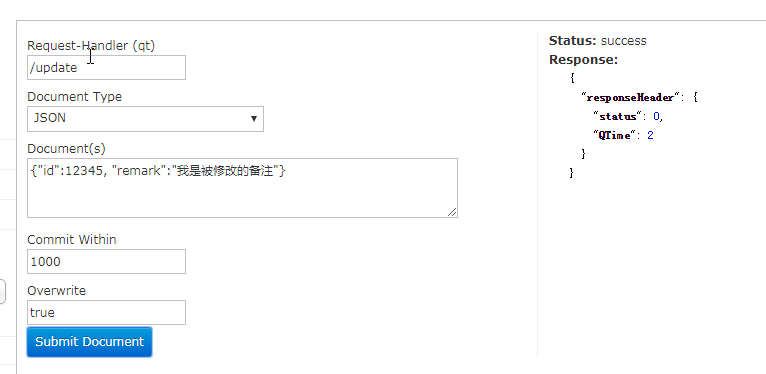 Request-Handler (qt)
/update
Document Type
JSON
Document(s)
{"id":12345, "remark":"我是被修改的备注"}
Commit Within
1000
Overwrite
true
Submit Document
Status: success
Response:
{
"responseHeader": {
"status": 0,
"QTime": 2
}
}